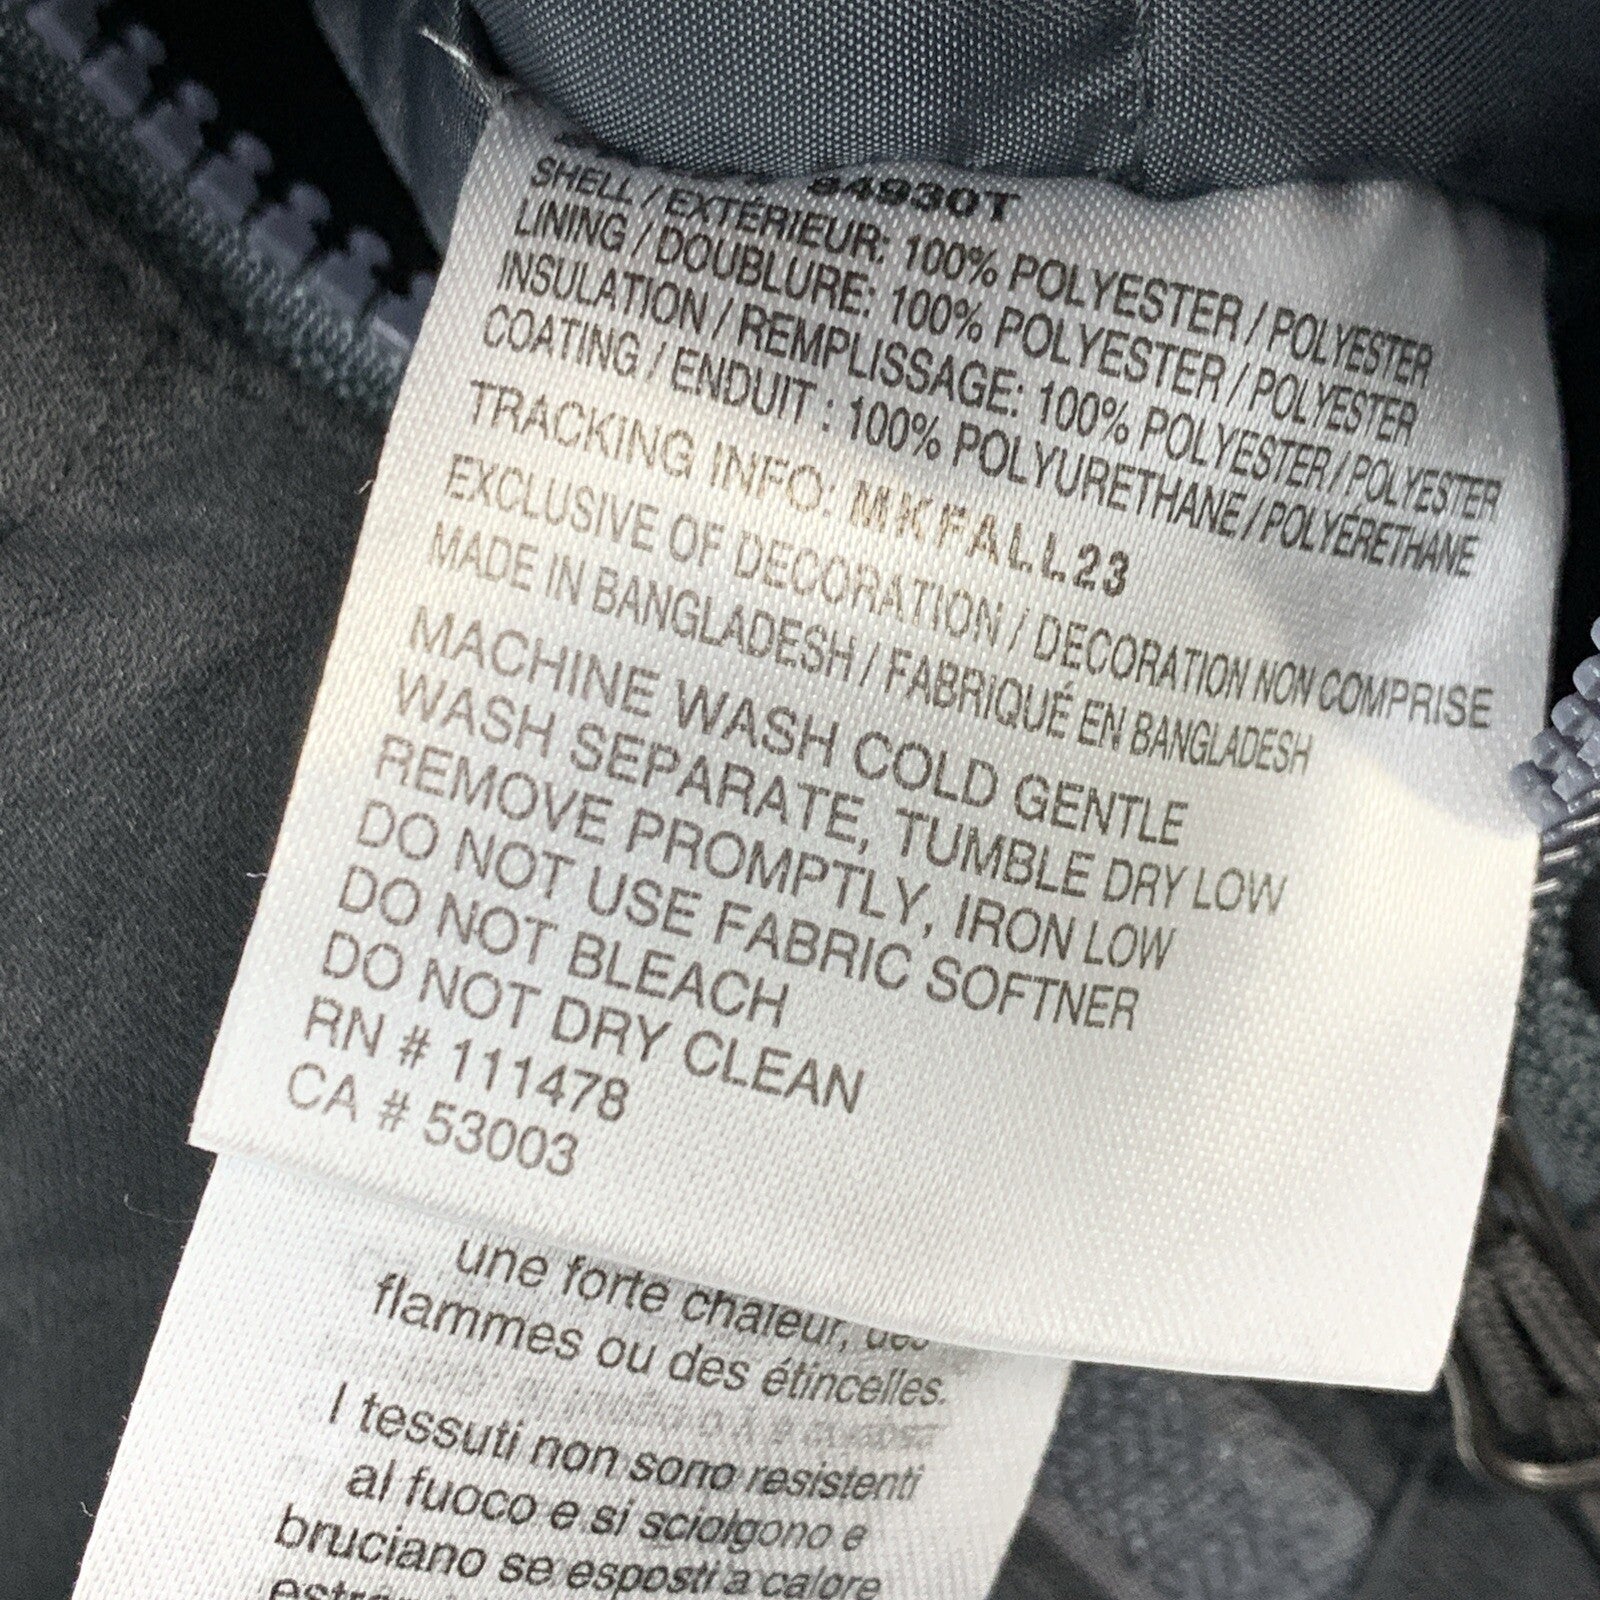 84930T
SHELL / EXTÉRIEUR: 100% POLYESTER / POLYESTER
LINING / DOUBLURE: 100% POLYESTER / POLYESTER
INSULATION / REMPLISSAGE: 100% POLYESTER / POLYESTER
COATING / ENDUIT : 100% POLYURETHANE / POLYÉRETHANE
TRACKING INFO: MKFALL23
EXCLUSIVE OF DECORATION / DECORATION NON COMPRISE
MADE IN BANGLADESH / FABRIQUÉ EN BANGLADESH
MACHINE WASH COLD GENTLE
WASH SEPARATE, TUMBLE DRY LOW
REMOVE PROMPTLY, IRON LOW
DO NOT USE FABRIC SOFTNER
DO NOT BLEACH
DO NOT DRY CLEAN
RN # 111478
CA # 53003
une forte chaleur, des
flammes ou des étincelles.
I tessuti non sono resistenti
al fuoco e si sciolgono e
bruciano se esposti a calore